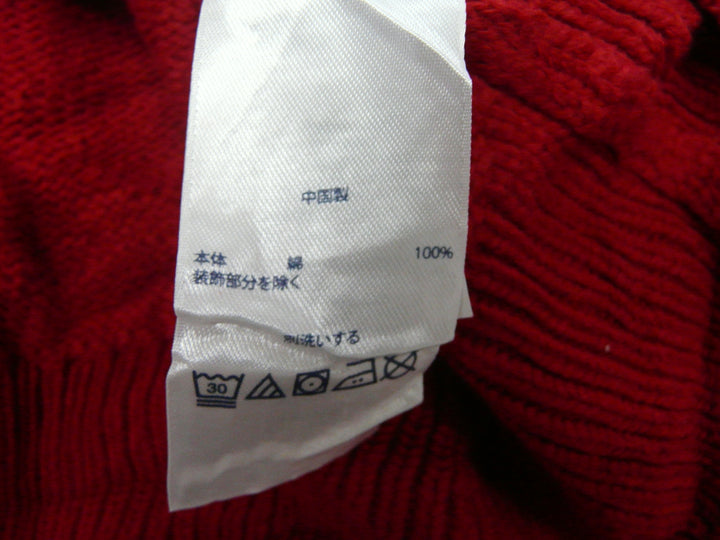 中国製
本体 綿 100%
装飾部分を除く
洗いする
30